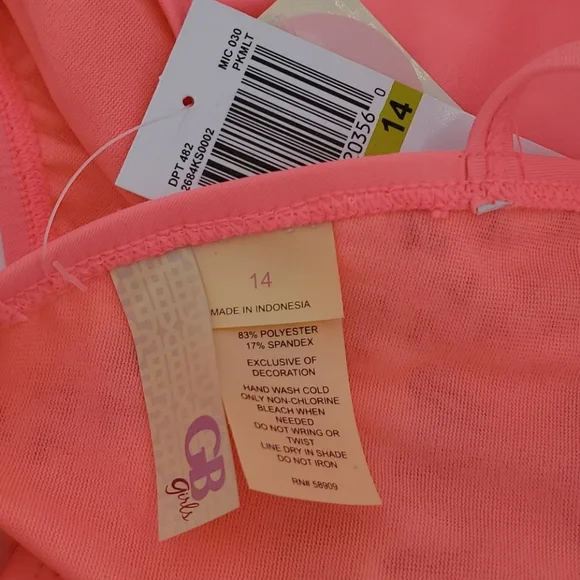 MIC 030
PKMLT
203560
14
DPT 482
2684KS0002
14
MADE IN INDONESIA
83% POLYESTER
17% SPANDEX
EXCLUSIVE OF
DECORATION
HAND WASH COLD
ONLY NON-CHLORINE
BLEACH WHEN
NEEDED
DO NOT WRING OR
TWIST
LINE DRY IN SHADE
DO NOT IRON
RN# 58909
GB
girls